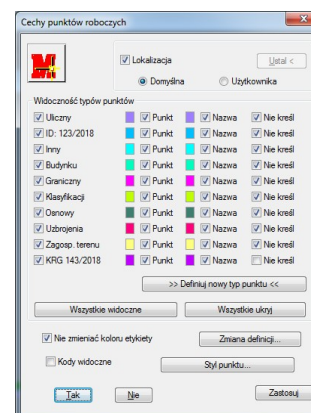 Cechy punktów roboczych
Lokalizacja
Ustal <
Domyślna Użytkownika
Widoczność typów punktów
Uliczny Punkt Nazwa Nie kreśl
ID: 123/2018 Punkt Nazwa Nie kreśl
Inny Punkt Nazwa Nie kreśl
Budynku Punkt Nazwa Nie kreśl
Graniczny Punkt Nazwa Nie kreśl
Klasyfikacji Punkt Nazwa Nie kreśl
Osnowy Punkt Nazwa Nie kreśl
Uzbrojenia Punkt Nazwa Nie kreśl
Zagosp. terenu Punkt Nazwa Nie kreśl
KRG 143/2018 Punkt Nazwa Nie kreśl
>> Definiuj nowy typ punktu <<
Wszystkie widoczne Wszystkie ukryj
Nie zmieniać koloru etykiety Zmiana definicji...
Kody widoczne Styl punktu...
Tak Nie Zastosuj